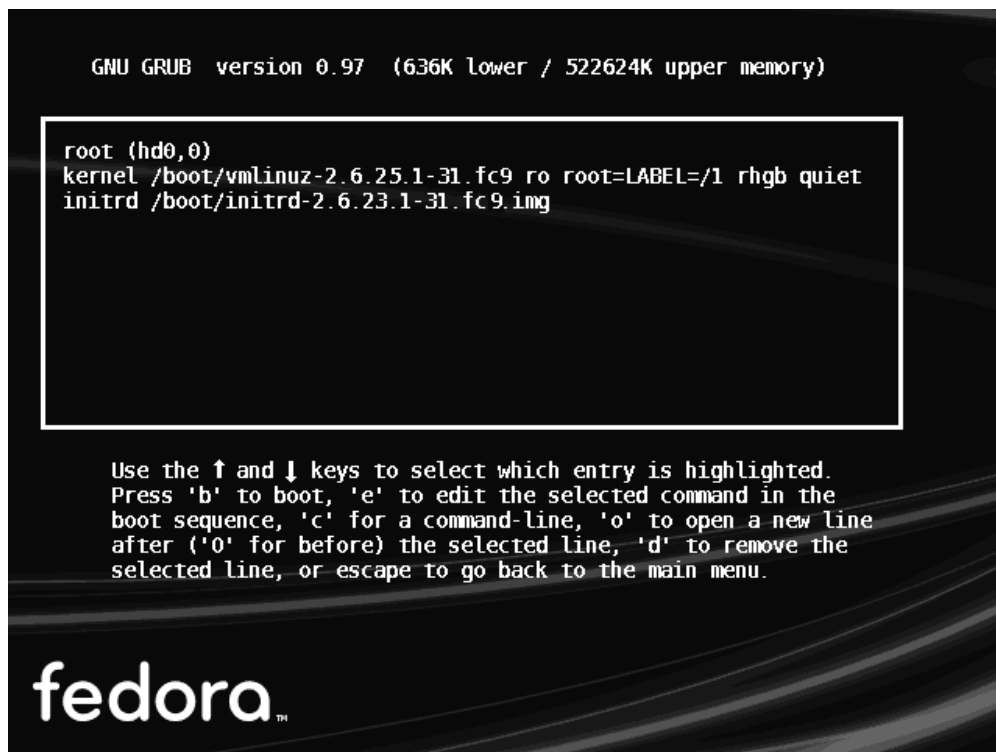 GNU GRUB version 0.97 (636K lower / 522624K upper memory)
root (hd0,0)
kernel /boot/vmlinuz-2.6.25.1-31.fc9 ro root=LABEL=/1 rhgb quiet
initrd /boot/initrd-2.6.23.1-31.fc9.img
Use the ↑ and ↓ keys to select which entry is highlighted.
Press 'b' to boot, 'e' to edit the selected command in the
boot sequence, 'c' for a command-line, 'o' to open a new line
after ('O' for before) the selected line, 'd' to remove the
selected line, or escape to go back to the main menu.
fedora™